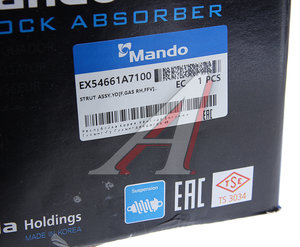 OCK ABSORBER
Mando
EX54661A7100
EC 1 PCS
STRUT ASSY.YD[F,GAS RH,FFV].
Suspension
EAC
TSE
TS 3034
Holdings
MADE IN KOREA